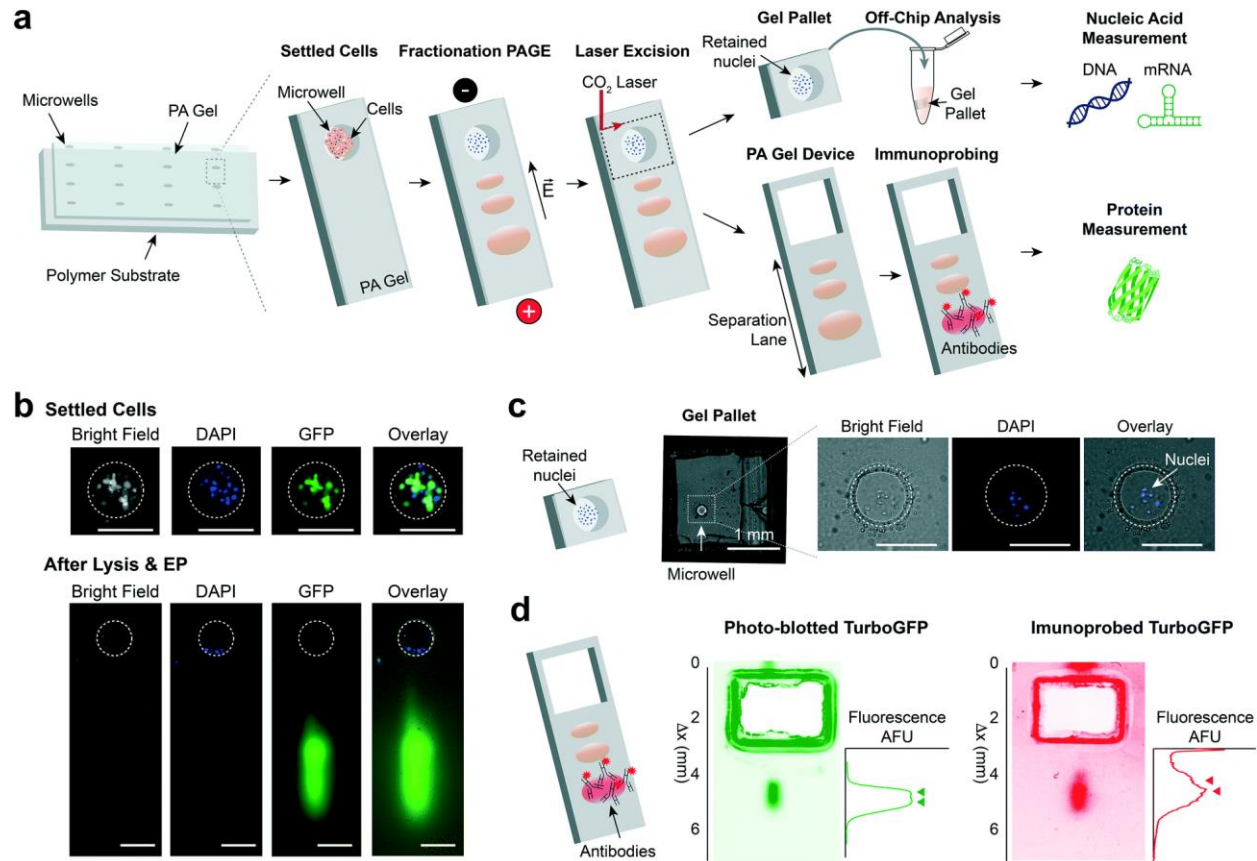 a
Settled Cells
Fractionation PAGE
Laser Excision
Gel Pallet
Off-Chip Analysis
Nucleic Acid
Measurement
Microwells
PA Gel
Polymer Substrate
Microwell
Cells
PA Gel
-
E
+
CO2 Laser
Retained
nuclei
Gel
Pallet
DNA
mRNA
PA Gel Device
Immunoprobing
Separation
Lane
Antibodies
Protein
Measurement
b
Settled Cells
Bright Field
DAPI
GFP
Overlay
After Lysis & EP
Bright Field
DAPI
GFP
Overlay
c
Retained
nuclei
Gel Pallet
1 mm
Microwell
Bright Field
DAPI
Overlay
Nuclei
d
Antibodies
Photo-blotted TurboGFP
0
2
4
6
Δx (mm)
Fluorescence
AFU
Imunoprobed TurboGFP
0
2
4
6
Δx (mm)
Fluorescence
AFU